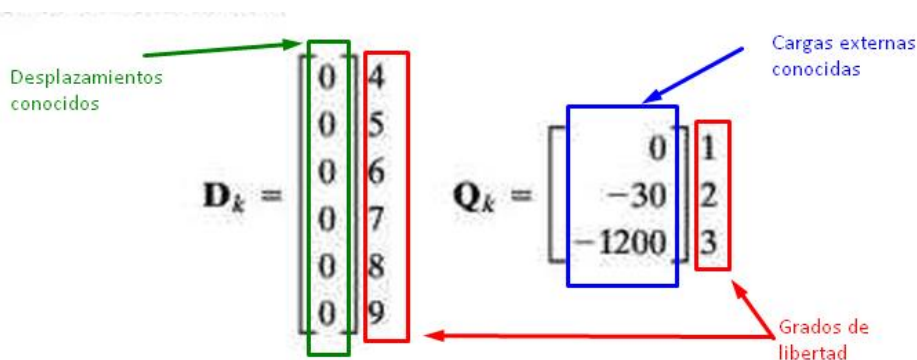 Desplazamientos
conocidos
D_k =
0 4
0 5
0 6
0 7
0 8
0 9
Cargas externas
conocidas
Q_k =
0 1
−30 2
−1200 3
Grados de
libertad